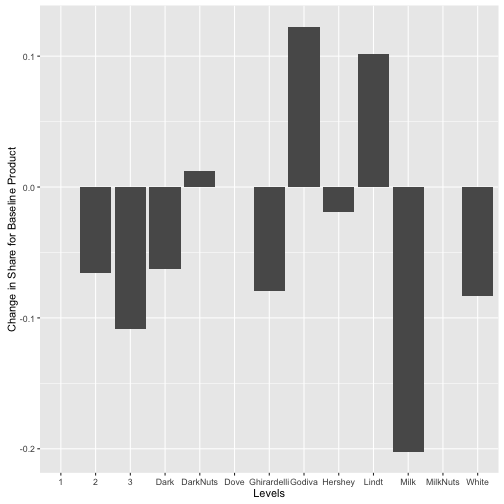 Change in Share for Baseline Product
0.1
0.0
-0.1
-0.2
1 2 3 Dark DarkNuts Dove Ghirardelli Godiva Hershey Lindt Milk MilkNuts White
Levels